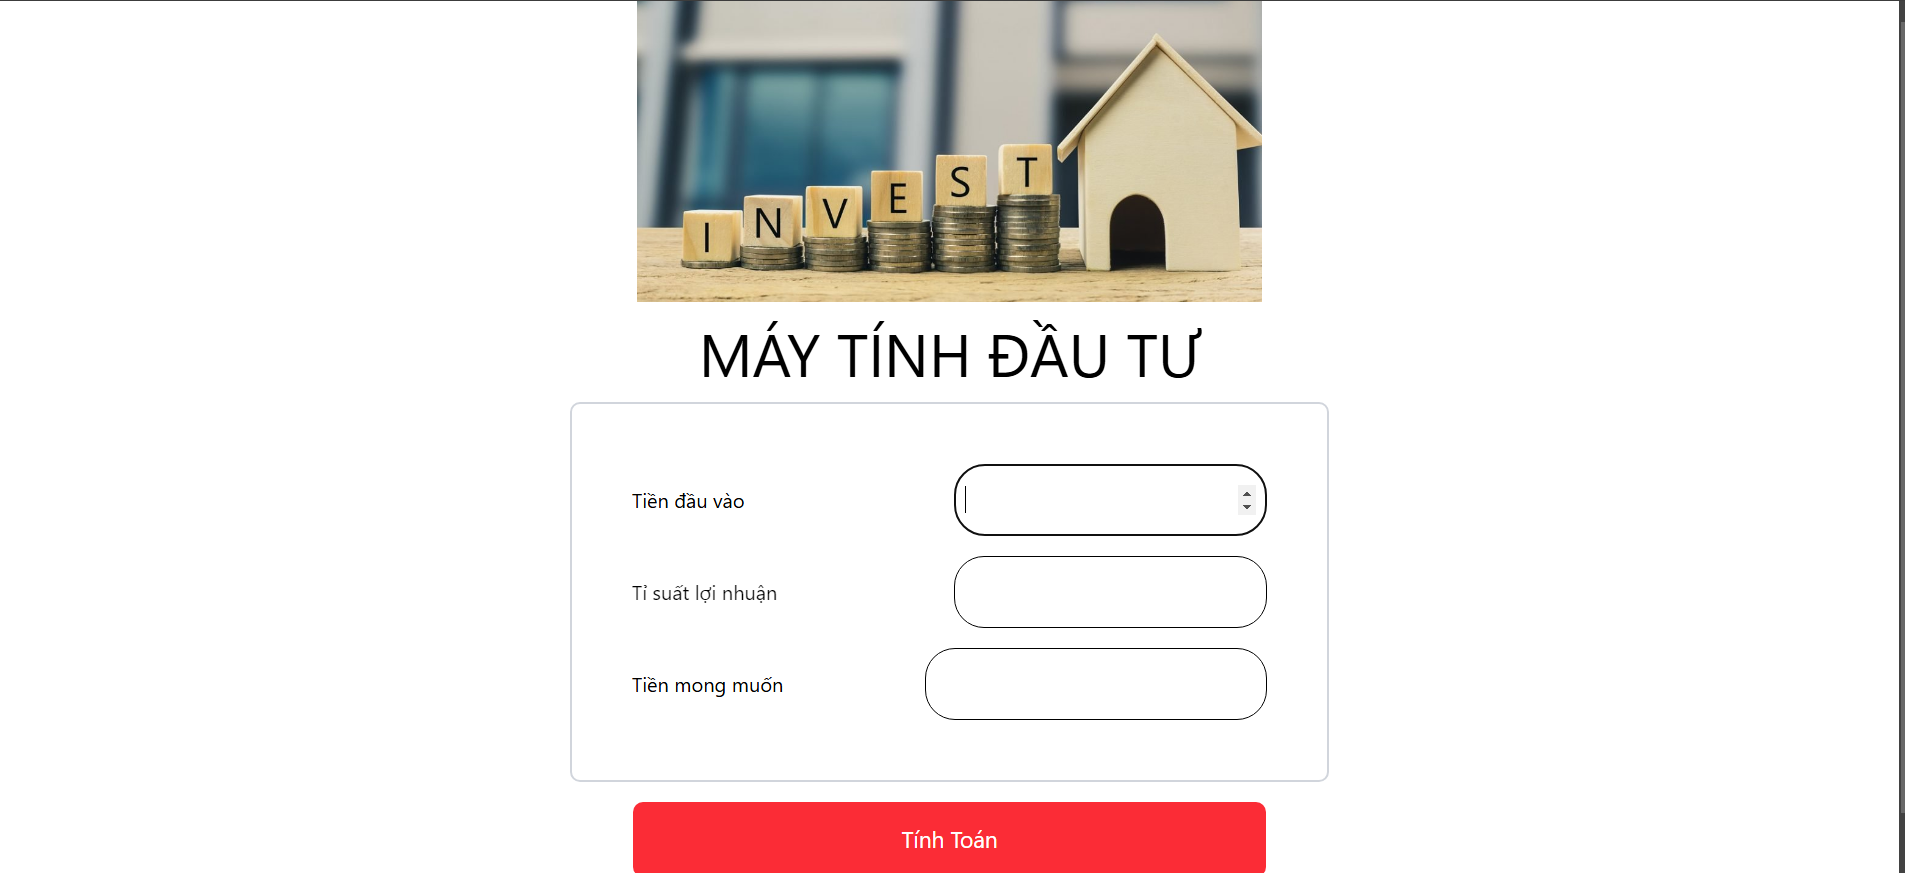 INVEST
MÁY TÍNH ĐẦU TƯ
Tiền đầu vào
Tỉ suất lợi nhuận
Tiền mong muốn
Tính Toán